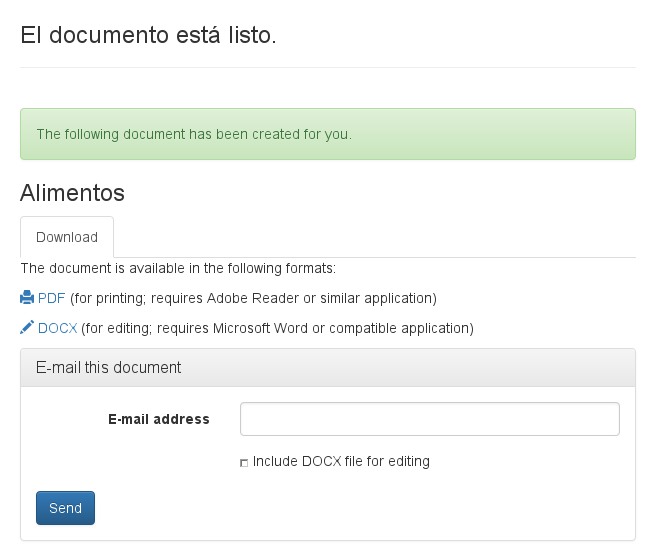 El documento está listo.
The following document has been created for you.
Alimentos
Download
The document is available in the following formats:
PDF (for printing; requires Adobe Reader or similar application)
DOCX (for editing; requires Microsoft Word or compatible application)
E-mail this document
E-mail address
Include DOCX file for editing
Send